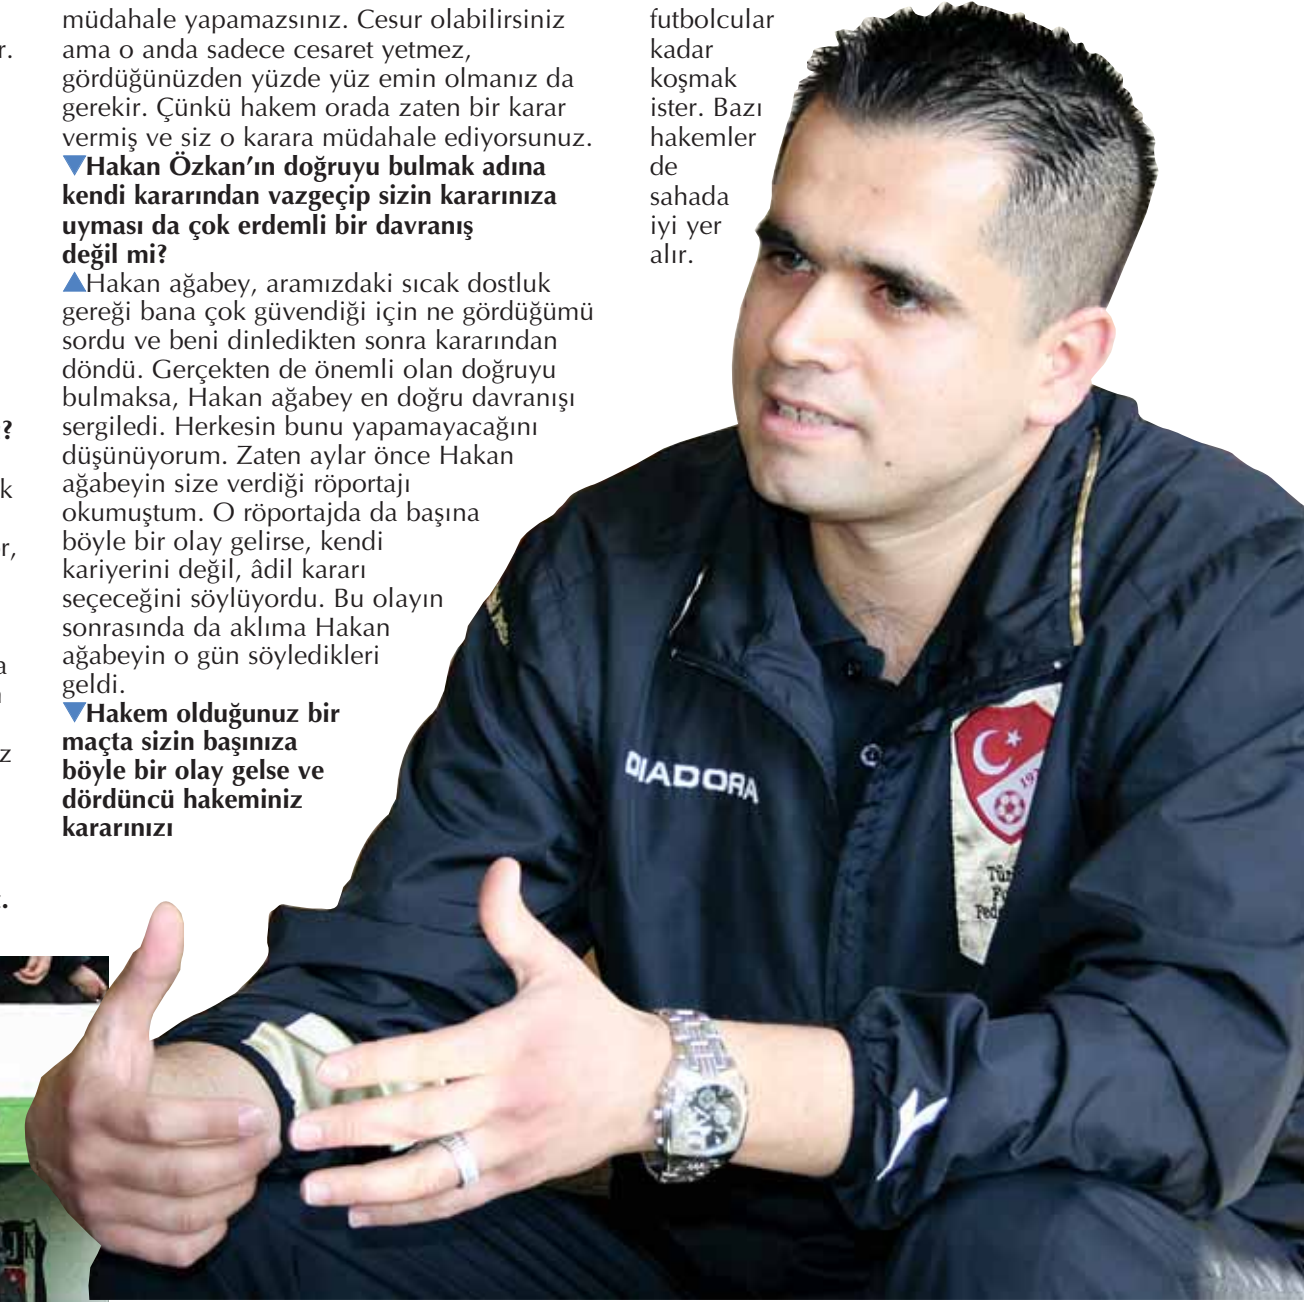 müdahale yapamazsınız. Cesur olabilirsiniz
ama o anda sadece cesaret yetmez,
gördüğünüzden yüzde yüz emin olmanız da
gerekir. Çünkü hakem orada zaten bir karar
vermiş ve siz o karara müdahale ediyorsunuz.
▼Hakan Özkan’ın doğruyu bulmak adına
kendi kararından vazgeçip sizin kararınıza
uyması da çok erdemli bir davranış
değil mi?
▲Hakan ağabey, aramızdaki sıcak dostluk
gereği bana çok güvendiği için ne gördüğümü
sordu ve beni dinledikten sonra kararından
döndü. Gerçekten de önemli olan doğruyu
bulmaksa, Hakan ağabey en doğru davranışı
sergiledi. Herkesin bunu yapamayacağını
düşünüyorum. Zaten aylar önce Hakan
ağabeyin size verdiği röportajı
okumuştum. O röportajda da başına
böyle bir olay gelirse, kendi
kariyerini değil, âdil kararı
seçeceğini söylüyordu. Bu olayın
sonrasında da aklıma Hakan
ağabeyin o gün söyledikleri
geldi.
▼Hakem olduğunuz bir
maçta sizin başınıza
böyle bir olay gelse ve
dördüncü hakeminiz
kararınızı
futbolcular
kadar
koşmak
ister. Bazı
hakemler
de
sahada
iyi yer
alır.
DIADORA